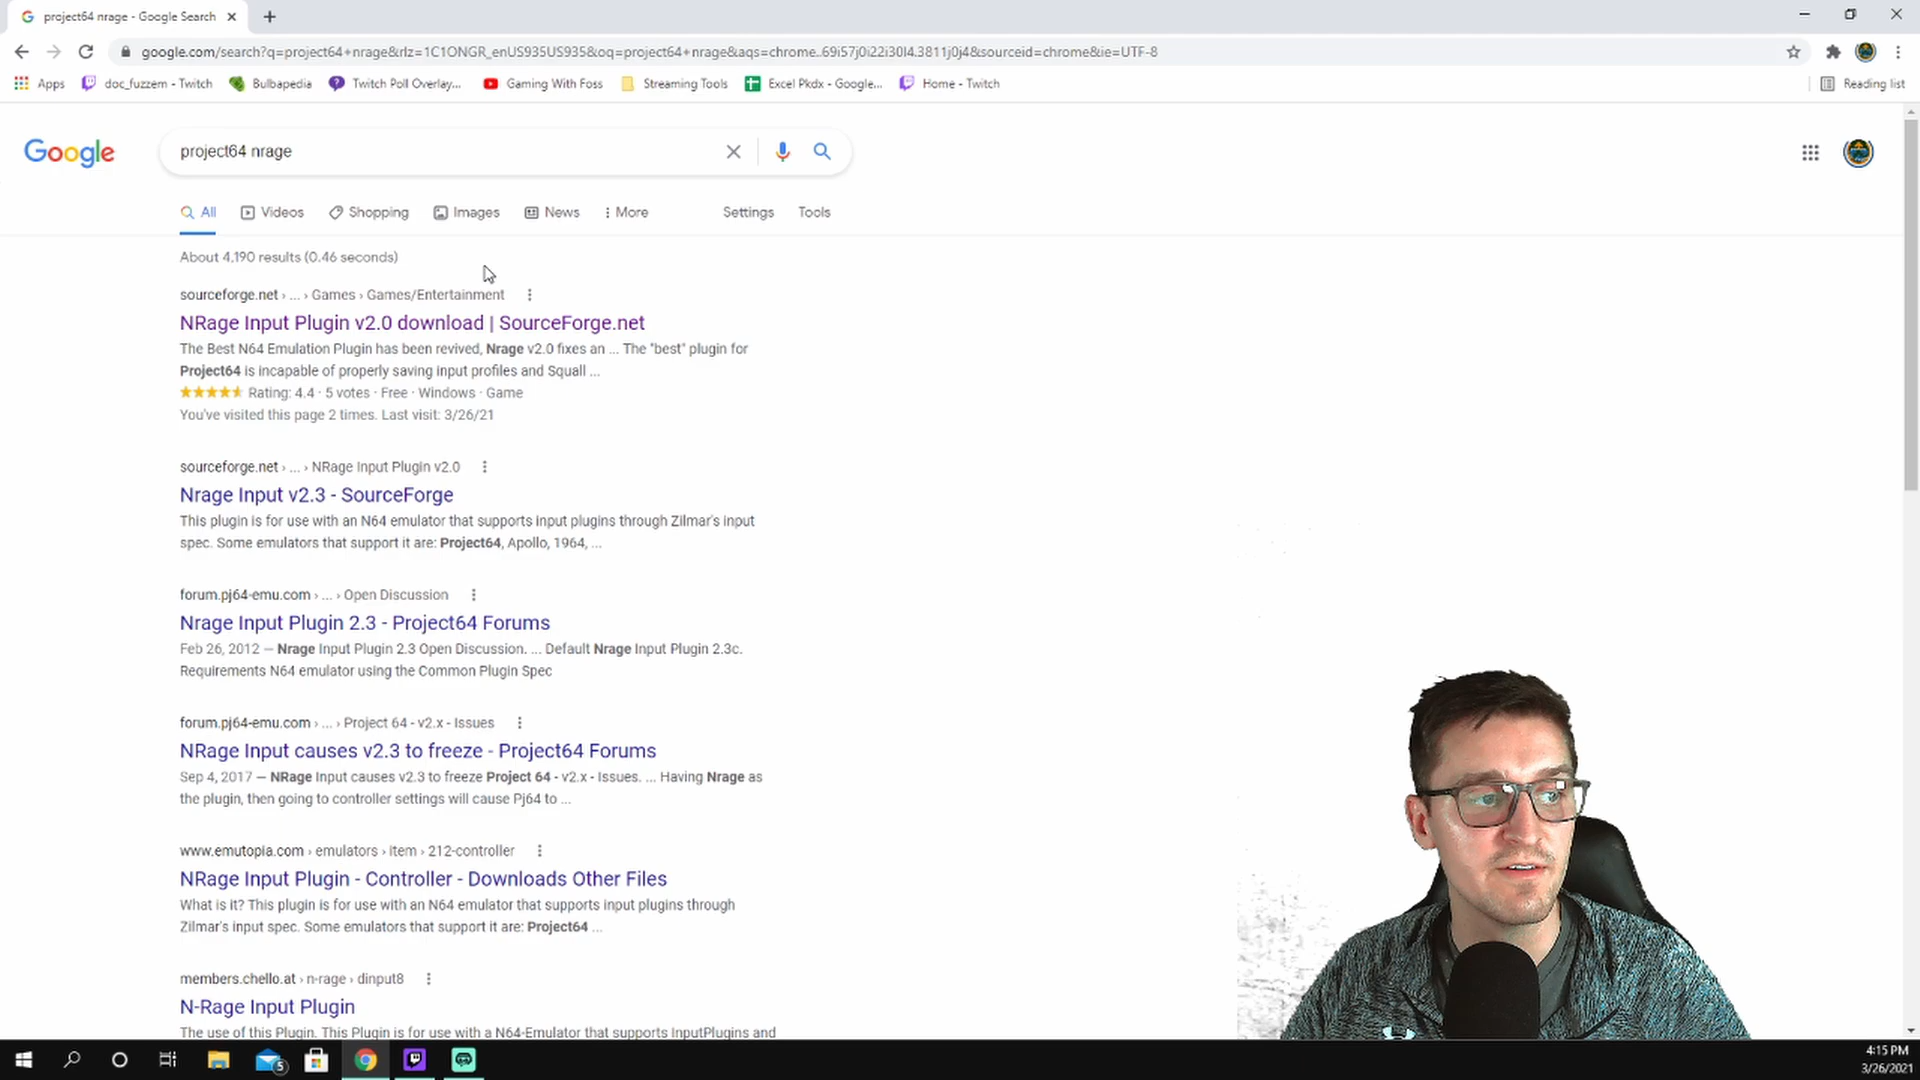 project64 nrage - Google Search
google.com/search?q=project64+nrage&rlz=1C1ONGR_enUS935US935&oq=project64+nrage&aqs=chrome..69i57j0i22i30l4.3811j0j4&sourceid=chrome&ie=UTF-8
Apps doc_fuzzem - Twitch Bulbapedia Twitch Poll Overlay... Gaming With Foss Streaming Tools Excel Pkdx - Google... Home - Twitch Reading list
Google project64 nrage
All Videos Shopping Images News More Settings Tools
About 4,190 results (0.46 seconds)
sourceforge.net › ... › Games › Games/Entertainment
NRage Input Plugin v2.0 download | SourceForge.net
The Best N64 Emulation Plugin has been revived, Nrage v2.0 fixes an ... The "best" plugin for
Project64 is incapable of properly saving input profiles and Squall ...
Rating: 4.4 · 5 votes · Free · Windows · Game
You've visited this page 2 times. Last visit: 3/26/21
sourceforge.net › ... › NRage Input Plugin v2.0
Nrage Input v2.3 - SourceForge
This plugin is for use with an N64 emulator that supports input plugins through Zilmar's input
spec. Some emulators that support it are: Project64, Apollo, 1964, ...
forum.pj64-emu.com › ... › Open Discussion
Nrage Input Plugin 2.3 - Project64 Forums
Feb 26, 2012 — Nrage Input Plugin 2.3 Open Discussion. ... Default Nrage Input Plugin 2.3c.
Requirements N64 emulator using the Common Plugin Spec
forum.pj64-emu.com › ... › Project 64 - v2.x - Issues
NRage Input causes v2.3 to freeze - Project64 Forums
Sep 4, 2017 — NRage Input causes v2.3 to freeze Project 64 - v2.x - Issues. ... Having Nrage as
the plugin, then going to controller settings will cause Pj64 to ...
www.emutopia.com › emulators › item › 212-controller
NRage Input Plugin - Controller - Downloads Other Files
What is it? This plugin is for use with an N64 emulator that supports input plugins through
Zilmar's input spec. Some emulators that support it are: Project64 ...
members.chello.at › n-rage › dinput8
N-Rage Input Plugin
The use of this Plugin. This Plugin is for use with a N64-Emulator that supports InputPlugins and
5
4:15 PM
3/26/2021